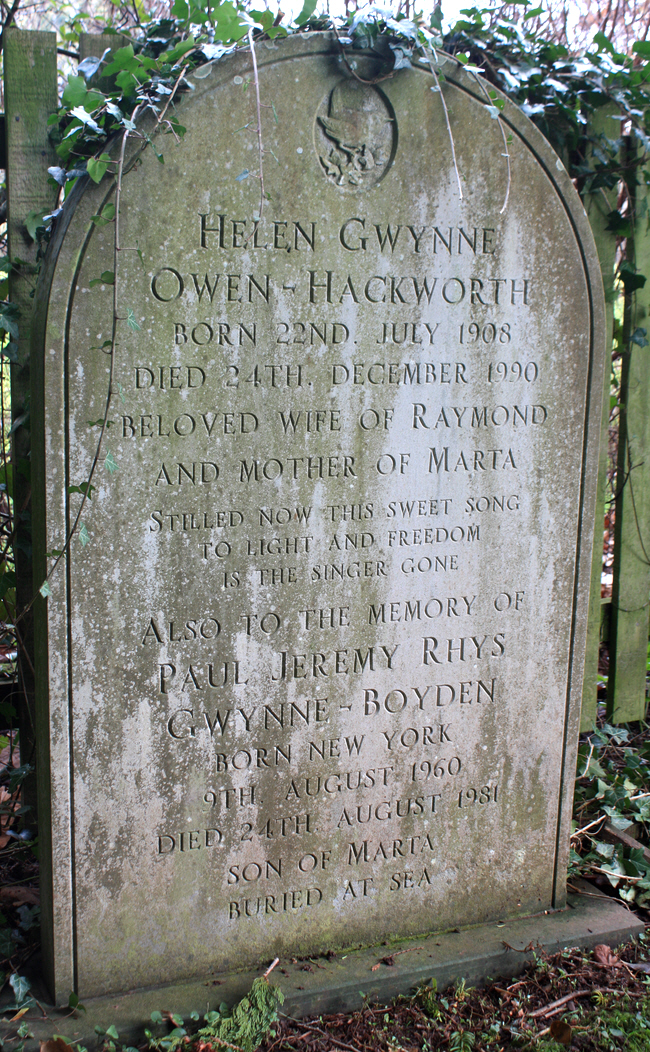 Helen Gwynne
Owen-Hackworth
born 22nd. July 1908
died 24th. December 1990
beloved wife of Raymond
and mother of Marta
Stilled now this sweet song
to light and freedom
is the singer gone
Also to the memory of
Paul Jeremy Rhys
Gwynne-Boyden
born New York
9th. August 1960
died 24th. August 1981
son of Marta
buried at sea